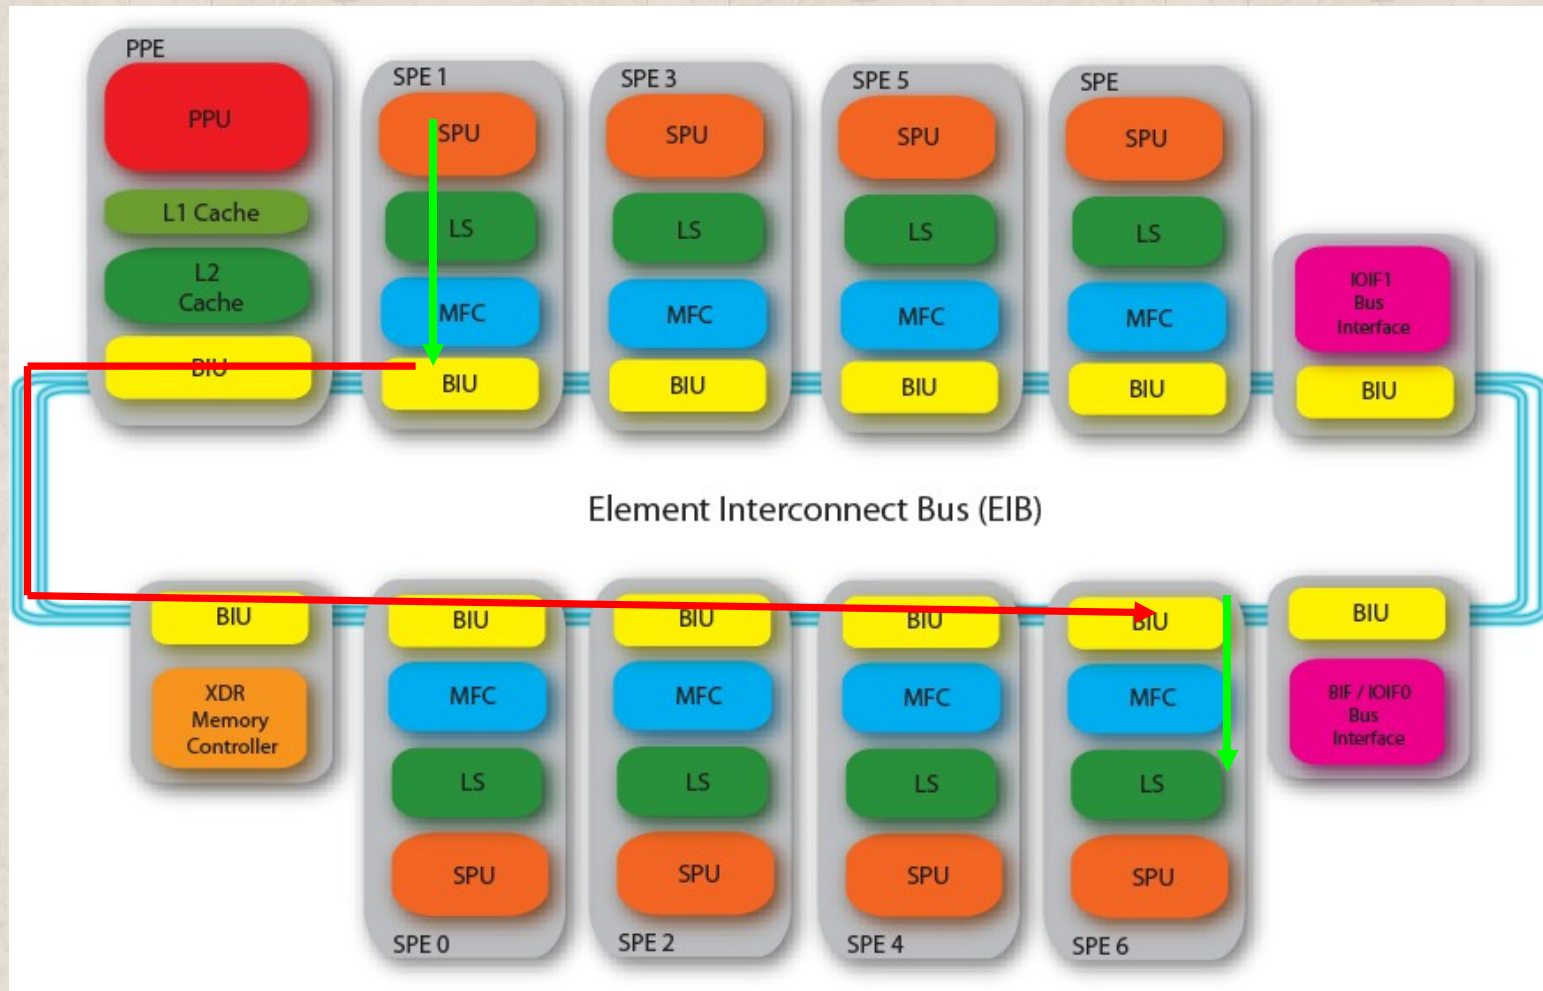 PPE
PPU
L1 Cache
L2
Cache
BIU
SPE 1
SPU
LS
MFC
BIU
SPE 3
SPU
LS
MFC
BIU
SPE 5
SPU
LS
MFC
BIU
SPE
SPU
LS
MFC
BIU
IOIF1
Bus
Interface
BIU
Element Interconnect Bus (EIB)
BIU
XDR
Memory
Controller
BIU
MFC
LS
SPU
SPE 0
BIU
MFC
LS
SPU
SPE 2
BIU
MFC
LS
SPU
SPE 4
BIU
MFC
LS
SPU
SPE 6
BIU
BIF / IOIF0
Bus
Interface